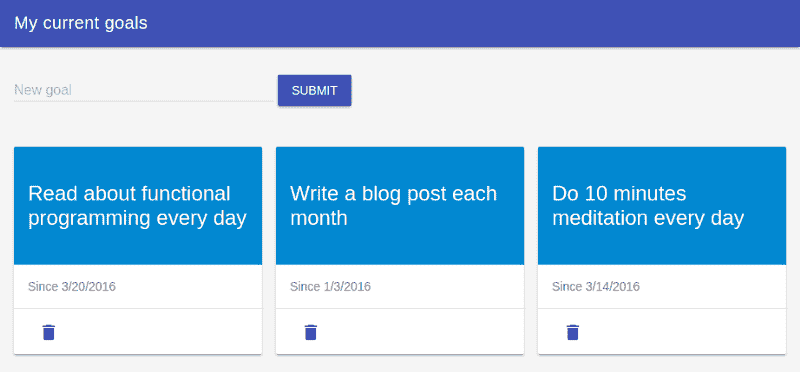 My current goals
New goal
SUBMIT
Read about functional
programming every day
Since 3/20/2016
Write a blog post each
month
Since 1/3/2016
Do 10 minutes
meditation every day
Since 3/14/2016